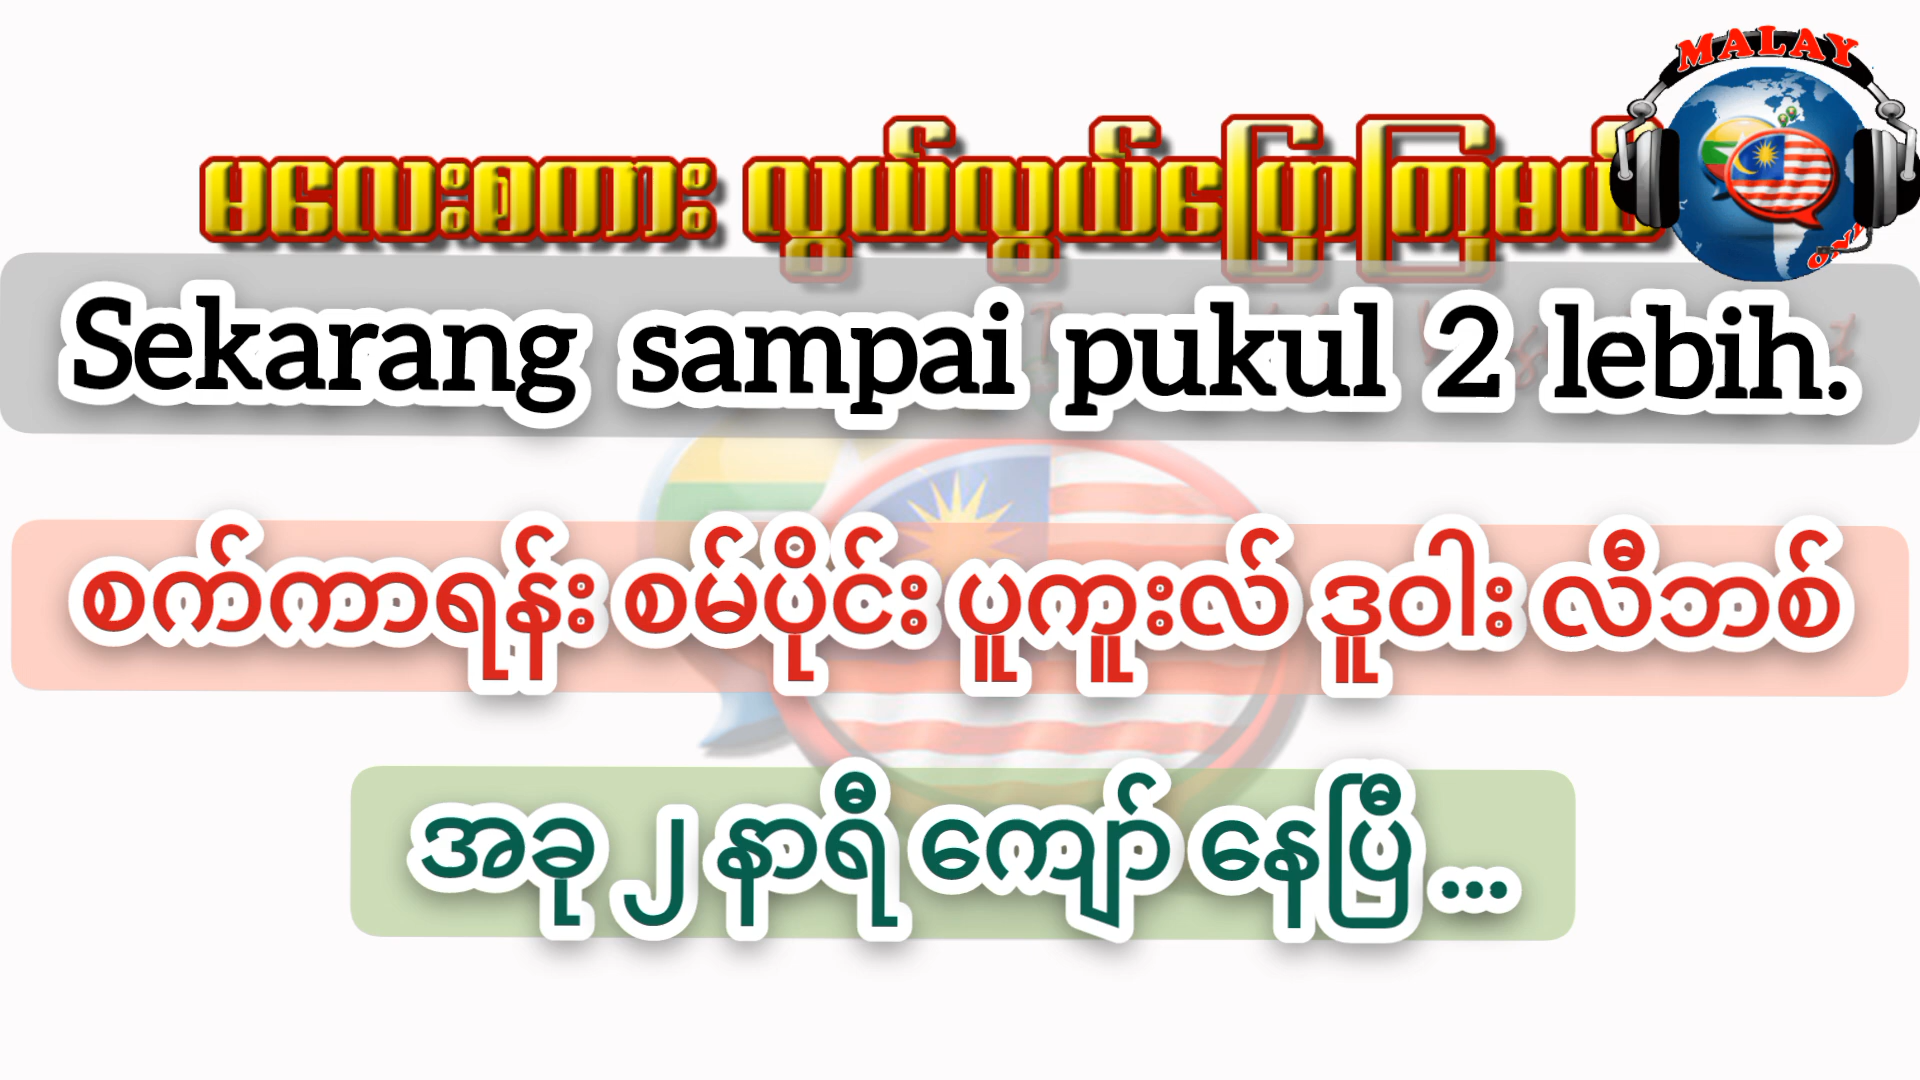 MALAY
မလေးစကား လွယ်လွယ်ပြောကြမယ်
Sekarang sampai pukul 2 lebih.
စက်ကာရန်း စမ်ပိုင်း ပူကူးလ် ဒူဝါး လီဘစ်
အခု ၂ နာရီ ကျော် နေပြီ ...